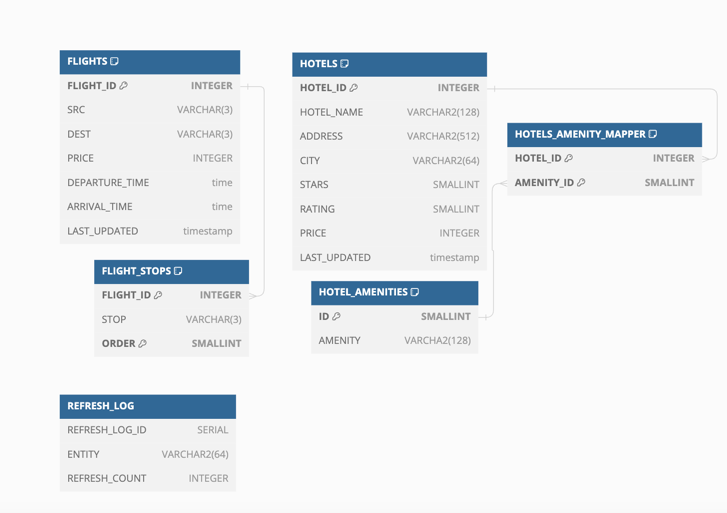 FLIGHTS
FLIGHT_ID INTEGER
SRC VARCHAR(3)
DEST VARCHAR(3)
PRICE INTEGER
DEPARTURE_TIME time
ARRIVAL_TIME time
LAST_UPDATED timestamp
HOTELS
HOTEL_ID INTEGER
HOTEL_NAME VARCHAR2(128)
ADDRESS VARCHAR2(512)
CITY VARCHAR2(64)
STARS SMALLINT
RATING SMALLINT
PRICE INTEGER
LAST_UPDATED timestamp
HOTELS_AMENITY_MAPPER
HOTEL_ID INTEGER
AMENITY_ID SMALLINT
FLIGHT_STOPS
FLIGHT_ID INTEGER
STOP VARCHAR(3)
ORDER SMALLINT
HOTEL_AMENITIES
ID SMALLINT
AMENITY VARCHA2(128)
REFRESH_LOG
REFRESH_LOG_ID SERIAL
ENTITY VARCHAR2(64)
REFRESH_COUNT INTEGER